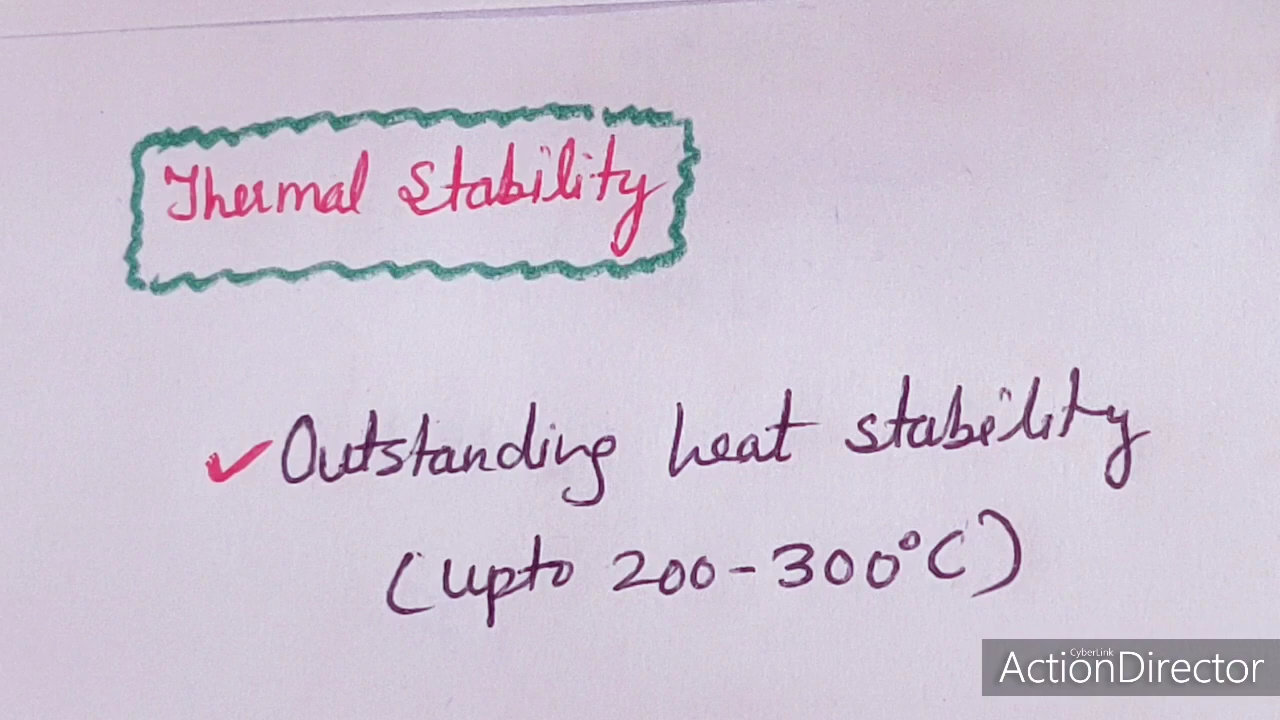 Thermal Stability
Outstanding heat stability
(upto 200-300°C)
CyberLink
ActionDirector